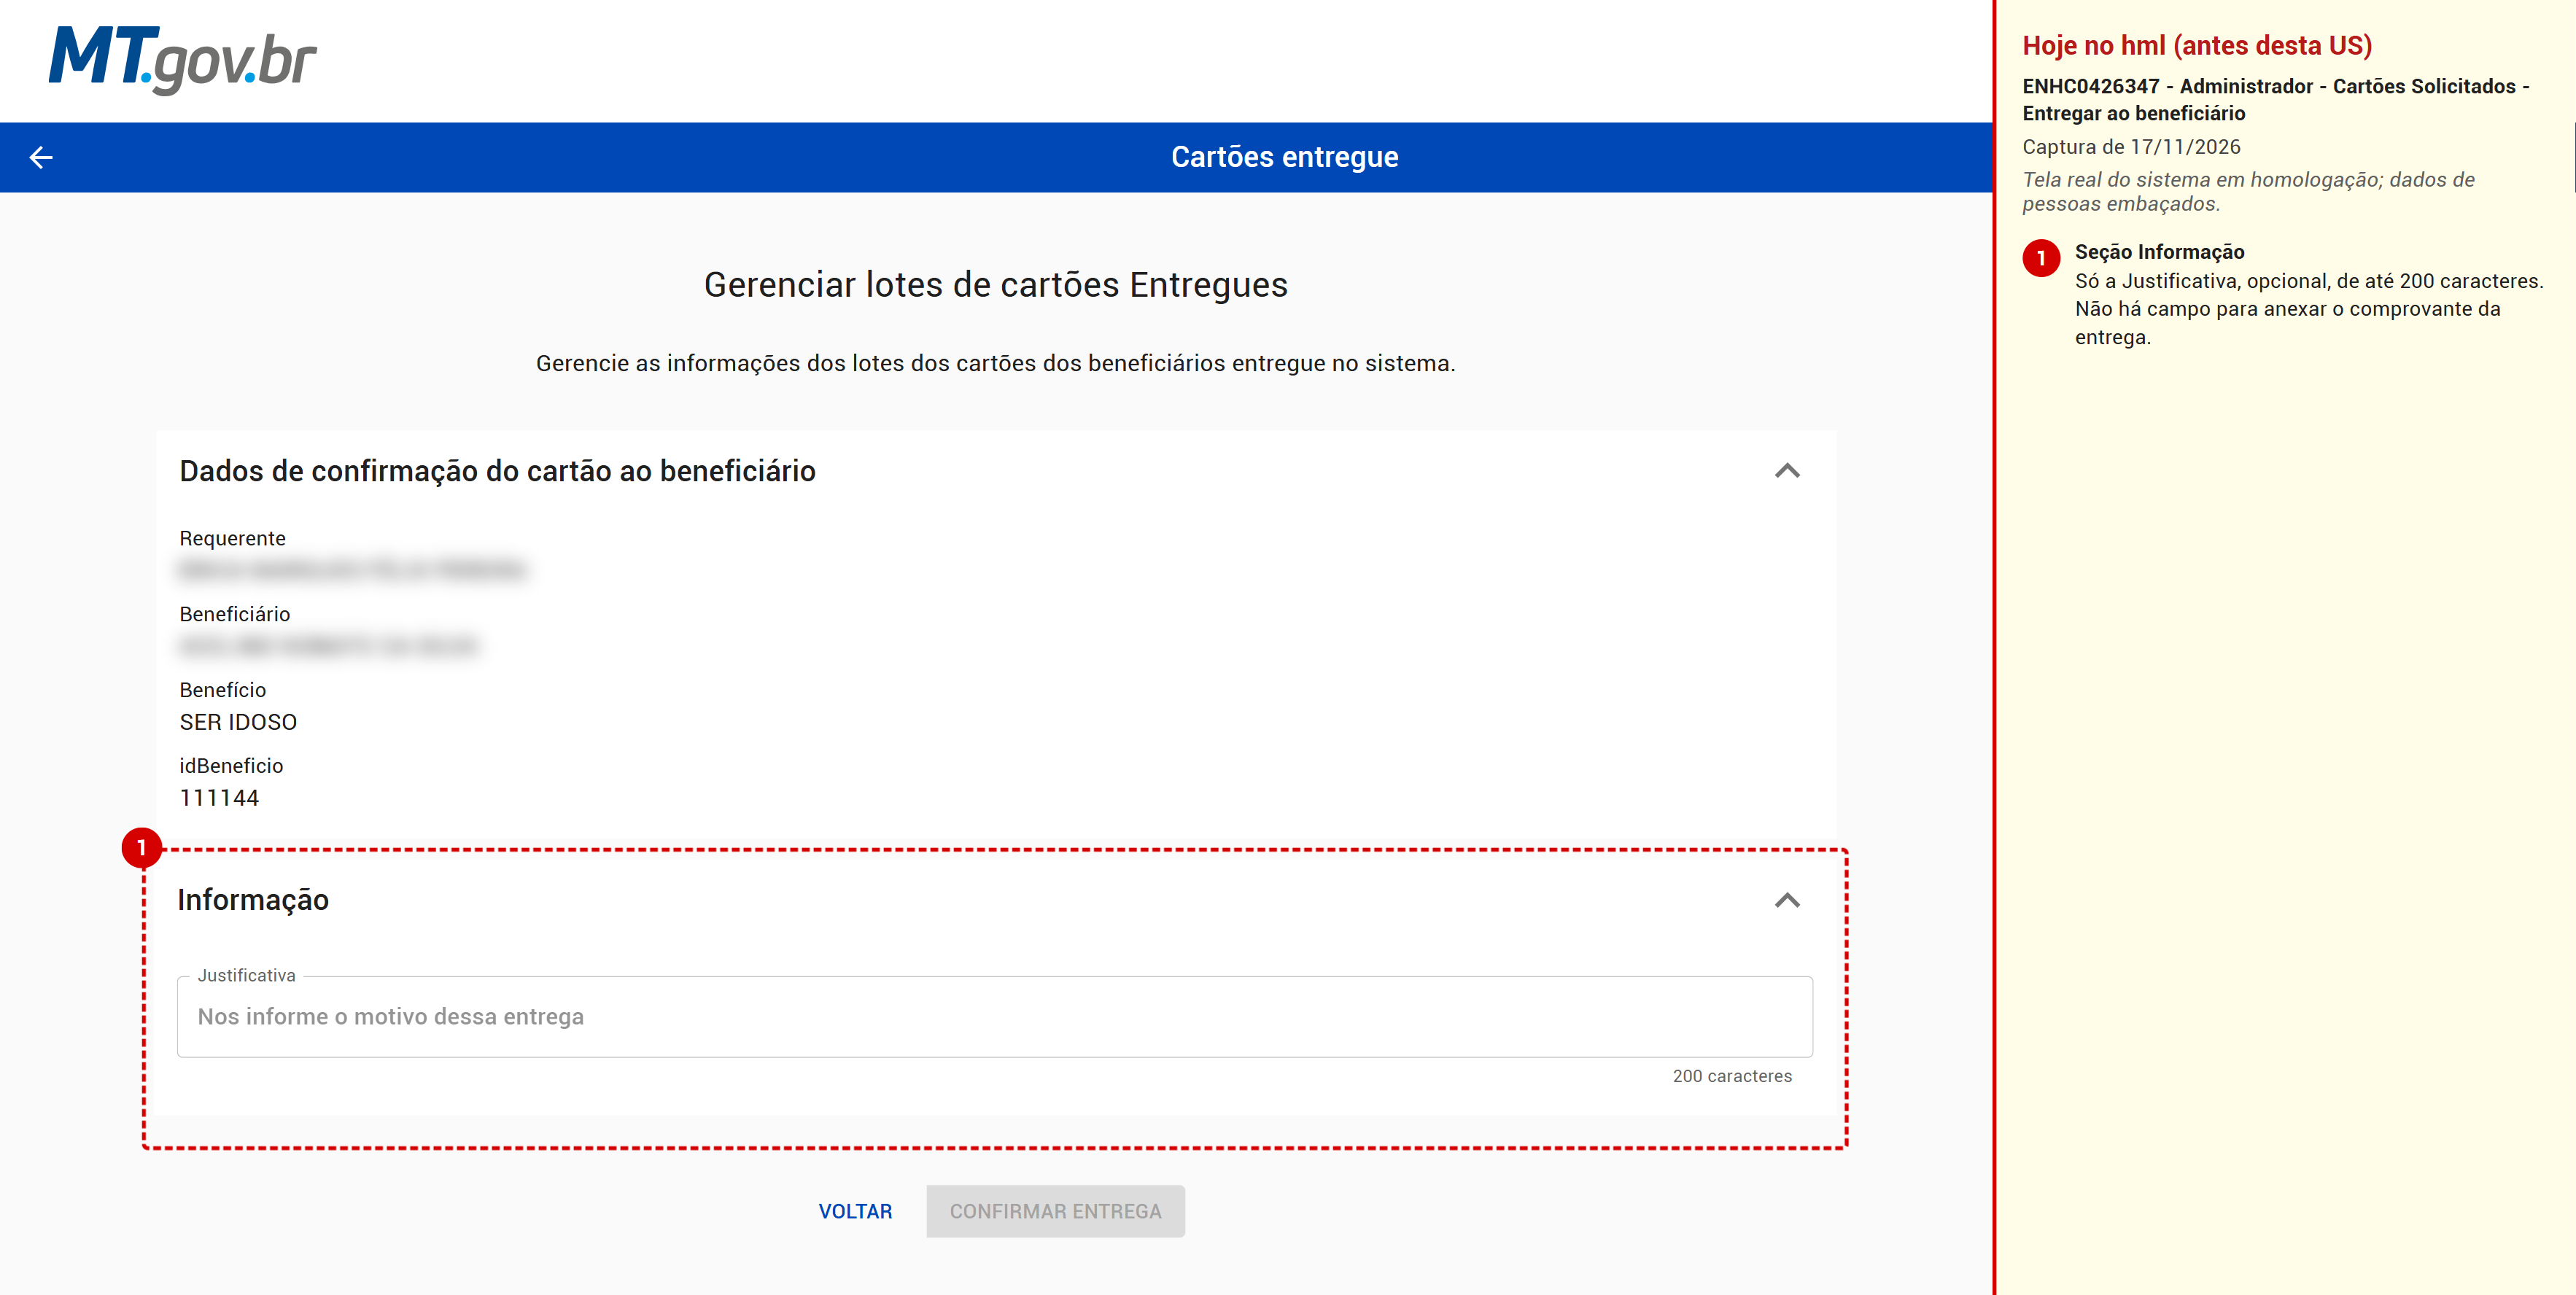 MT.gov.br
Cartões entregue
Gerenciar lotes de cartões Entregues
Gerencie as informações dos lotes dos cartões dos beneficiários entregue no sistema.
Dados de confirmação do cartão ao beneficiário
Requerente
Beneficiário
Benefício
SER IDOSO
idBeneficio
111144
1
Informação
Justificativa
Nos informe o motivo dessa entrega
200 caracteres
VOLTAR
CONFIRMAR ENTREGA
Hoje no hml (antes desta US)
ENHC0426347 - Administrador - Cartões Solicitados -
Entregar ao beneficiário
Captura de 17/11/2026
Tela real do sistema em homologação; dados de
pessoas embaçados.
1
Seção Informação
Só a Justificativa, opcional, de até 200 caracteres.
Não há campo para anexar o comprovante da
entrega.